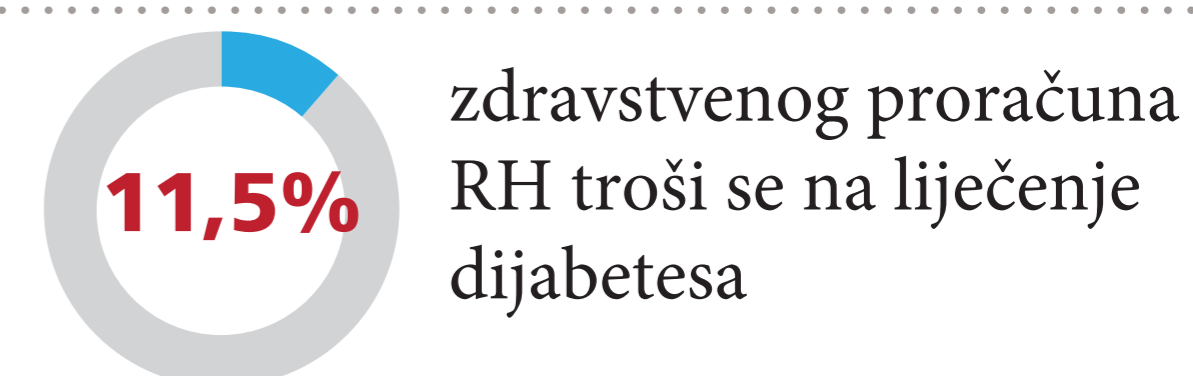 11,5%
zdravstvenog proračuna
RH troši se na liječenje
dijabetesa